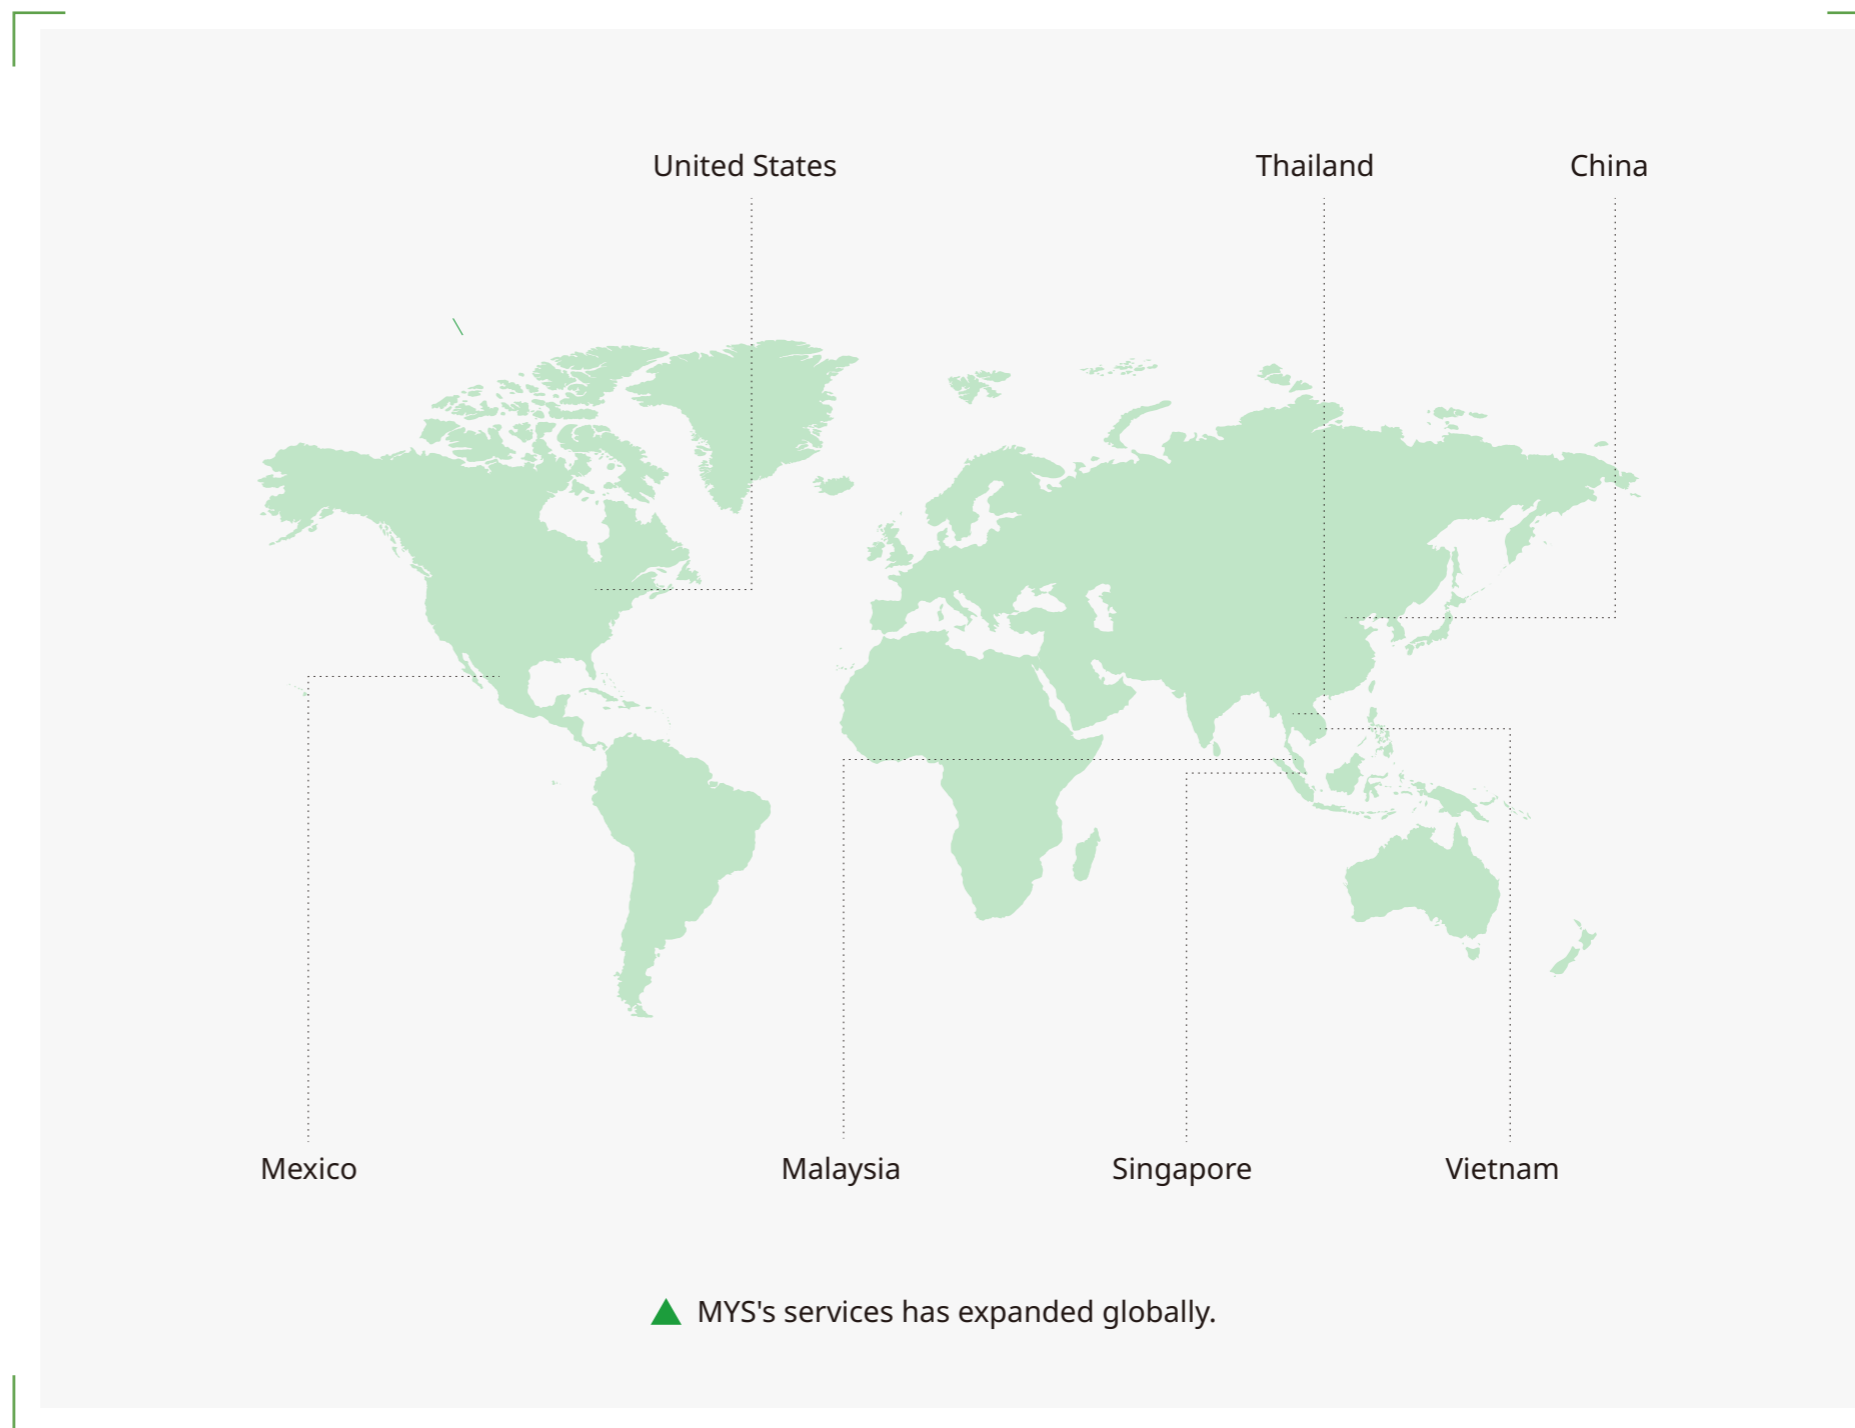 United States
Thailand
China
Mexico
Malaysia
Singapore
Vietnam
MYS's services has expanded globally.